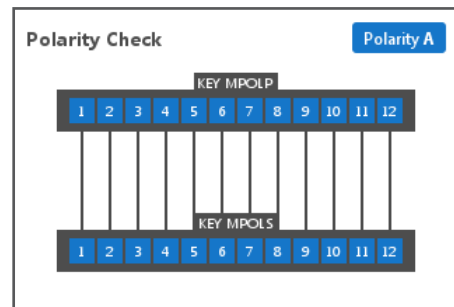 Polarity Check
Polarity A
KEY MPOLP
1 2 3 4 5 6 7 8 9 10 11 12
KEY MPOLS
1 2 3 4 5 6 7 8 9 10 11 12